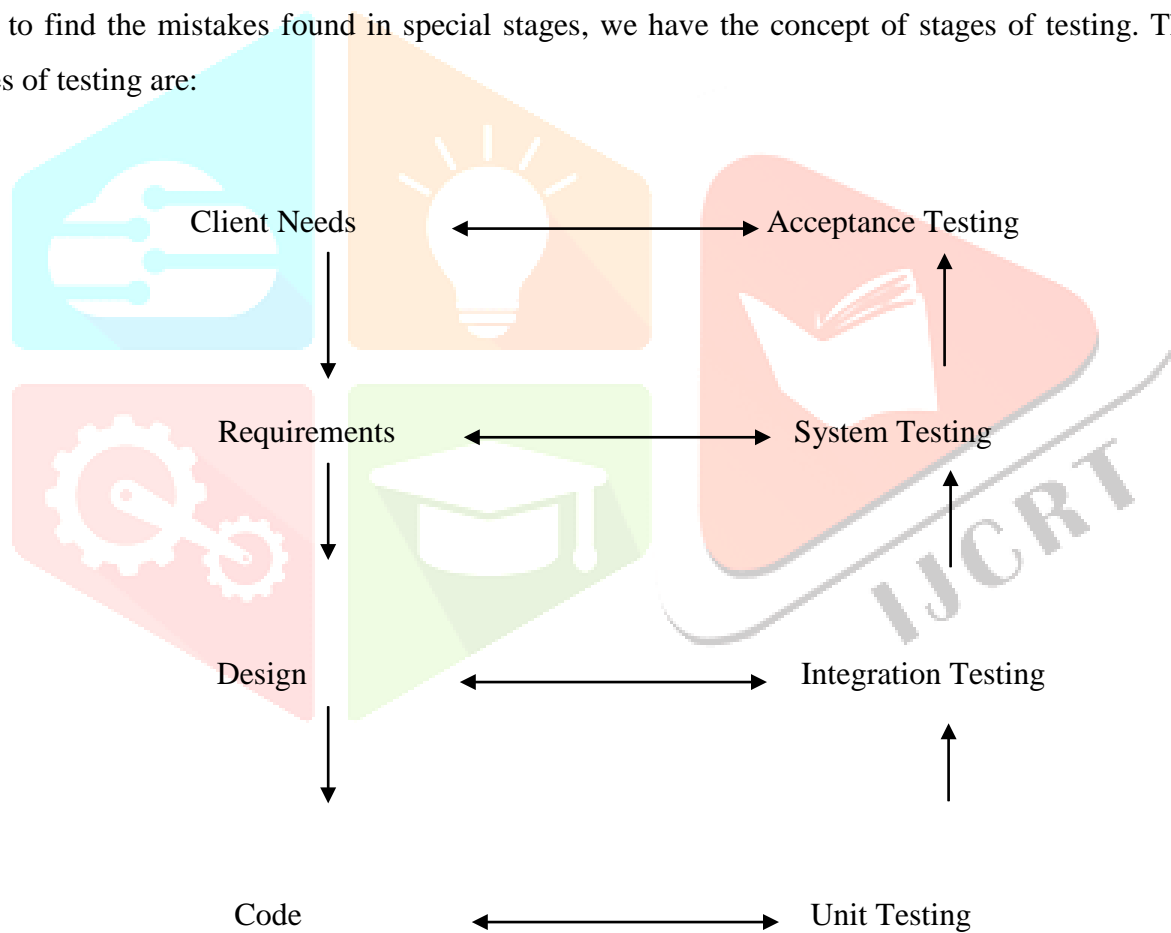 to find the mistakes found in special stages, we have the concept of stages of testing.
of testing are:
Client Needs Acceptance Testing
Requirements System Testing
IJCRT
Design Integration Testing
Code Unit Testing